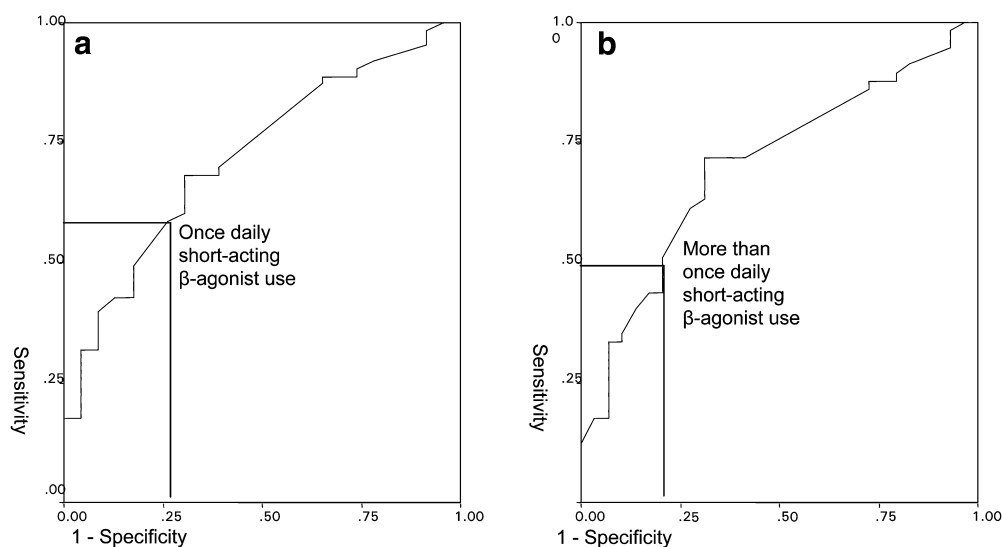 a
1.00
.75
.50
.25
.00
Sensitivity
0.00 .25 .50 .75 1.00
1 - Specificity
Once daily
short-acting
β-agonist use
b
1.0
0
.75
.50
.25
Sensitivity
0.00 .25 .50 .75 1.00
1 - Specificity
More than
once daily
short-acting
β-agonist use